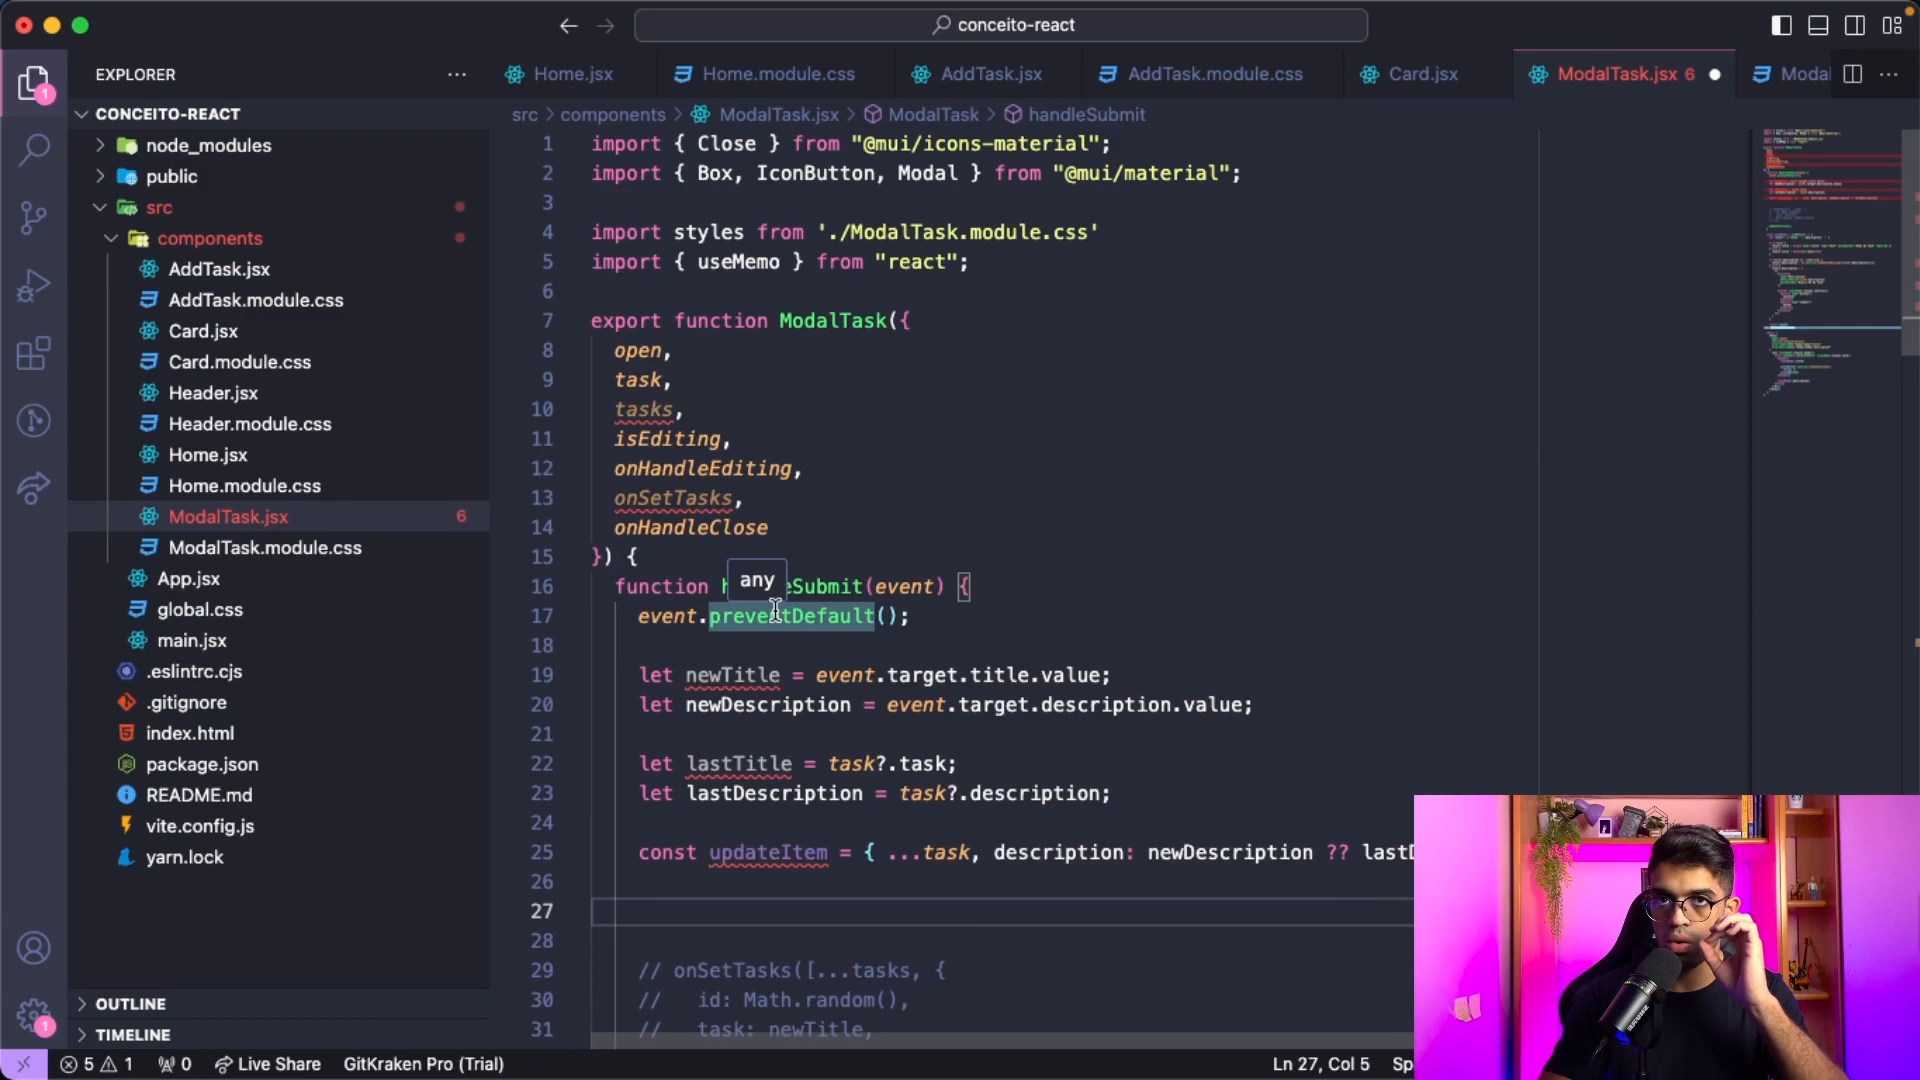 conceito-react
EXPLORER
Home.jsx
Home.module.css
AddTask.jsx
AddTask.module.css
Card.jsx
ModalTask.jsx 6
Modal
CONCEITO-REACT
src > components > ModalTask.jsx > ModalTask > handleSubmit
node_modules
public
src
components
AddTask.jsx
AddTask.module.css
Card.jsx
Card.module.css
Header.jsx
Header.module.css
Home.jsx
Home.module.css
ModalTask.jsx 6
ModalTask.module.css
App.jsx
global.css
main.jsx
.eslintrc.cjs
.gitignore
index.html
package.json
README.md
vite.config.js
yarn.lock
OUTLINE
TIMELINE
1
1
1 import { Close } from "@mui/icons-material";
2 import { Box, IconButton, Modal } from "@mui/material";
3
4 import styles from './ModalTask.module.css'
5 import { useMemo } from "react";
6
7 export function ModalTask({
8 open,
9 task,
10 tasks,
11 isEditing,
12 onHandleEditing,
13 onSetTasks,
14 onHandleClose
15 }) {
any
16 function h eSubmit(event) {
17 event.preventDefault();
18
19 let newTitle = event.target.title.value;
20 let newDescription = event.target.description.value;
21
22 let lastTitle = task?.task;
23 let lastDescription = task?.description;
24
25 const updateItem = { ...task, description: newDescription ?? lastD
26
27
28
29 // onSetTasks([...tasks, {
30 // id: Math.random(),
31 // task: newTitle,
5 1 0 Live Share GitKraken Pro (Trial) Ln 27, Col 5 Sp